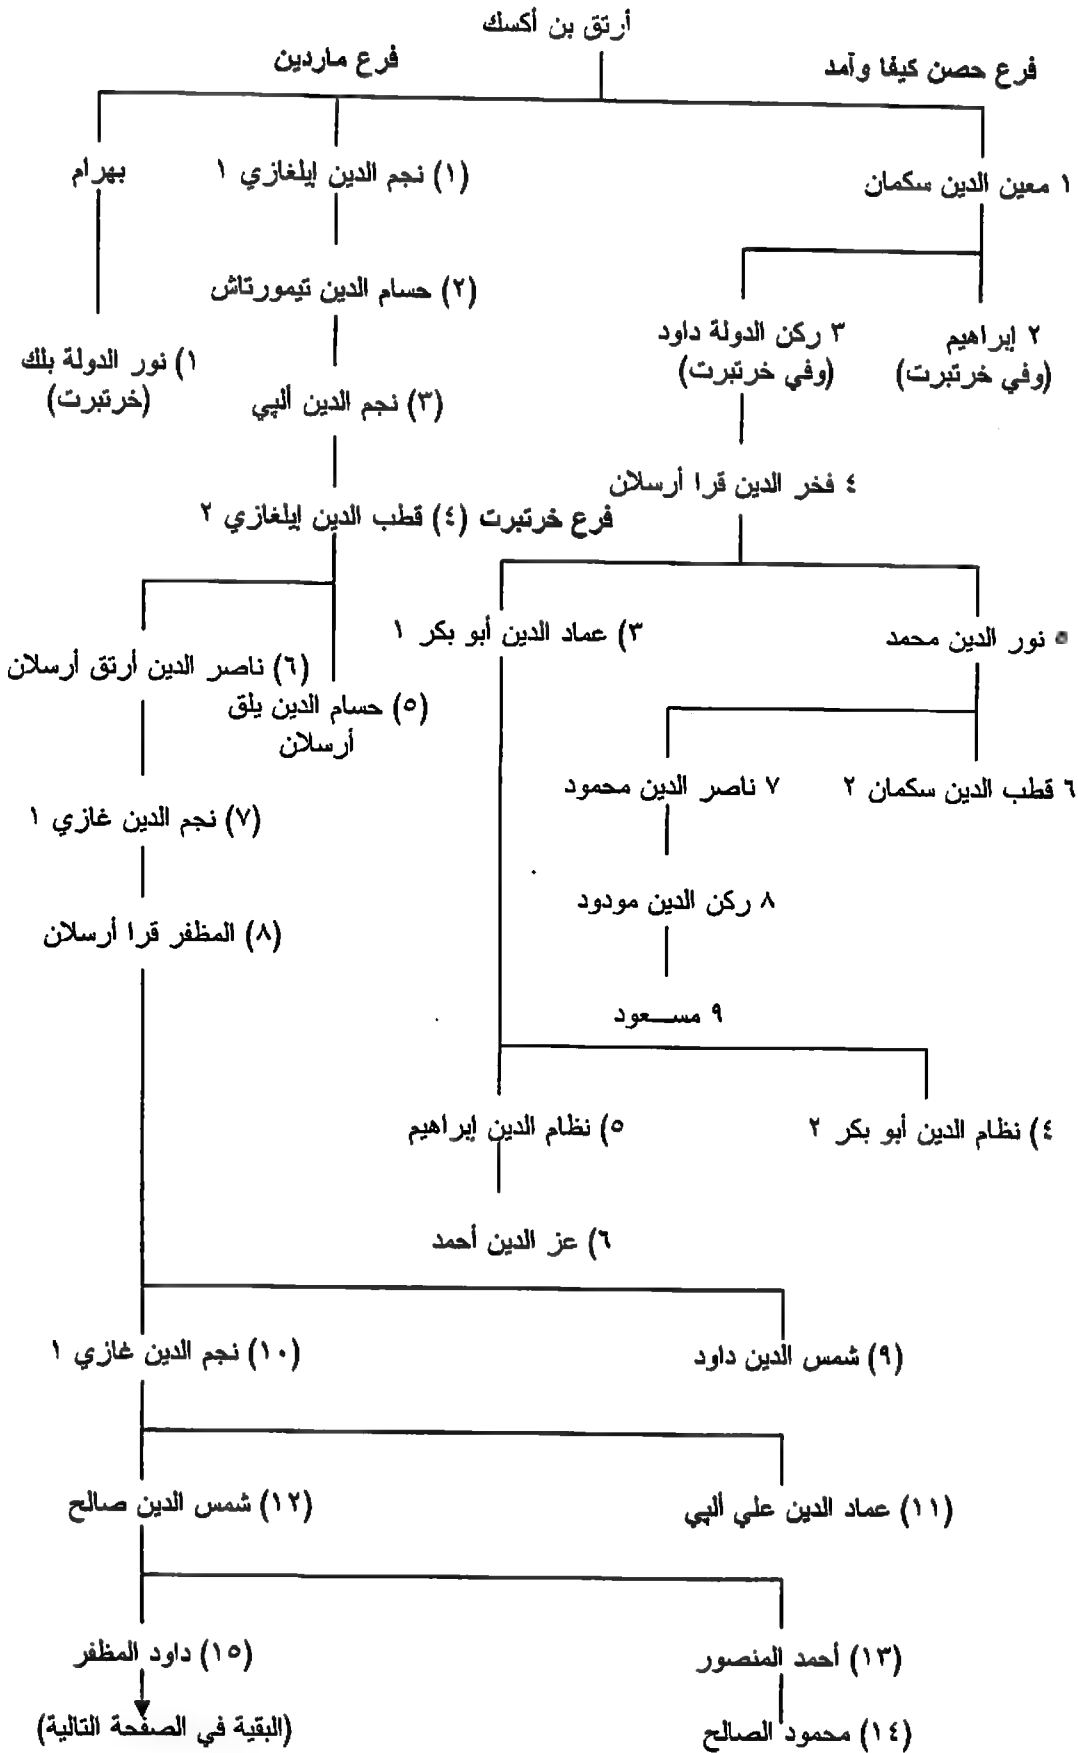 أرتق بن أكسك
فرع حصن كيفا وآمد
فرع ماردين
١ معين الدين سكمان
(١) نجم الدين إيلغازي ١
بهرام
(٢) حسام الدين تيمورتاش
٢ إبراهيم
(وفي خرتبرت)
٣ ركن الدولة داود
(وفي خرتبرت)
١) نور الدولة بلك
(خرتبرت)
(٣) نجم الدين ألپي
٤ فخر الدين قرا أرسلان
فرع خرتبرت (٤) قطب الدين إيلغازي ٢
نور الدين محمد
٣) عماد الدين أبو بكر ١
(٦) ناصر الدين أرتق أرسلان
(٥) حسام الدين يلق
أرسلان
٦ قطب الدين سكمان ٢
٧ ناصر الدين محمود
(٧) نجم الدين غازي ١
٨ ركن الدين مودود
(٨) المظفر قرا أرسلان
٩ مســعود
٤) نظام الدين أبو بكر ٢
٥) نظام الدين إبراهيم
٦) عز الدين أحمد
(٩) شمس الدين داود
(١٠) نجم الدين غازي ١
(١١) عماد الدين علي ألپي
(١٢) شمس الدين صالح
(١٣) أحمد المنصور
(١٥) داود المظفر
(١٤) محمود الصالح
(البقية في الصفحة التالية)